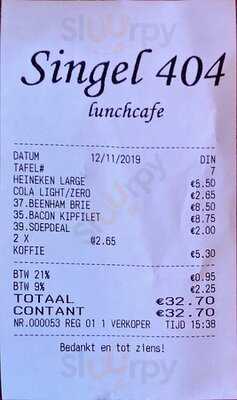 Singel 404
lunchcafe
DATUM 12/11/2019 DIN
TAFEL# 7
HEINEKEN LARGE €5.50
COLA LIGHT/ZERO €2.65
37.BEENHAM BRIE €8.50
35.BACON KIPFILET €8.75
39.SOEPDEAL €2.00
2 X @2.65
KOFFIE €5.30
BTW 21% €0.95
BTW 9% €2.25
TOTAAL €32.70
CONTANT €32.70
NR.000053 REG 01 1 VERKOPER TIJD 15:38
Bedankt en tot ziens!